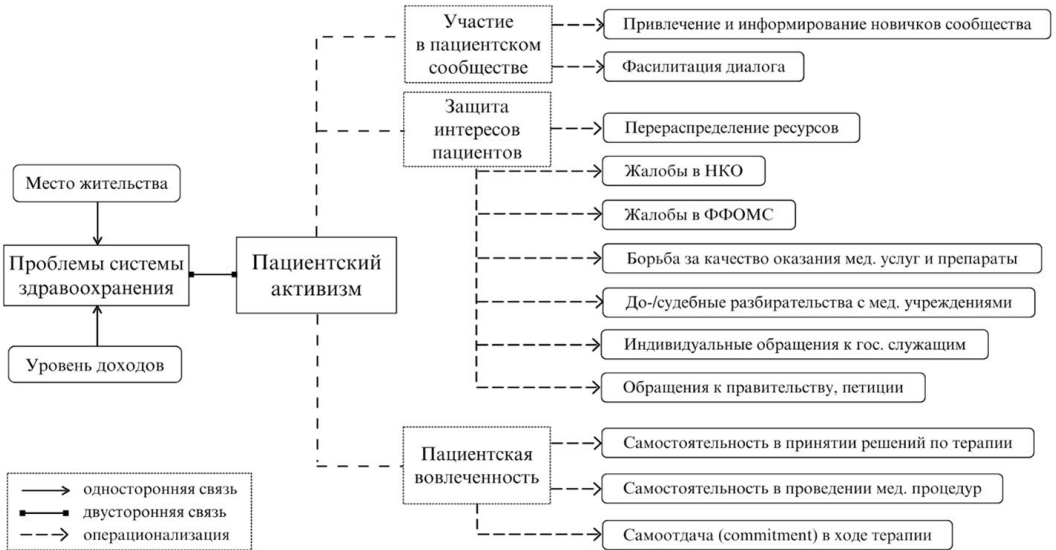 Участие
в пациентском
сообществе
Привлечение и информирование новичков сообщества
Фасилитация диалога
Защита
интересов
пациентов
Перераспределение ресурсов
Жалобы в НКО
Жалобы в ФФОМС
Борьба за качество оказания мед. услуг и препараты
До-/судебные разбирательства с мед. учреждениями
Индивидуальные обращения к гос. служащим
Обращения к правительству, петиции
Место жительства
Проблемы системы
здравоохранения
Уровень доходов
Пациентский
активизм
Пациентская
вовлеченность
Самостоятельность в принятии решений по терапии
Самостоятельность в проведении мед. процедур
Самоотдача (commitment) в ходе терапии
односторонняя связь
двусторонняя связь
операционализация